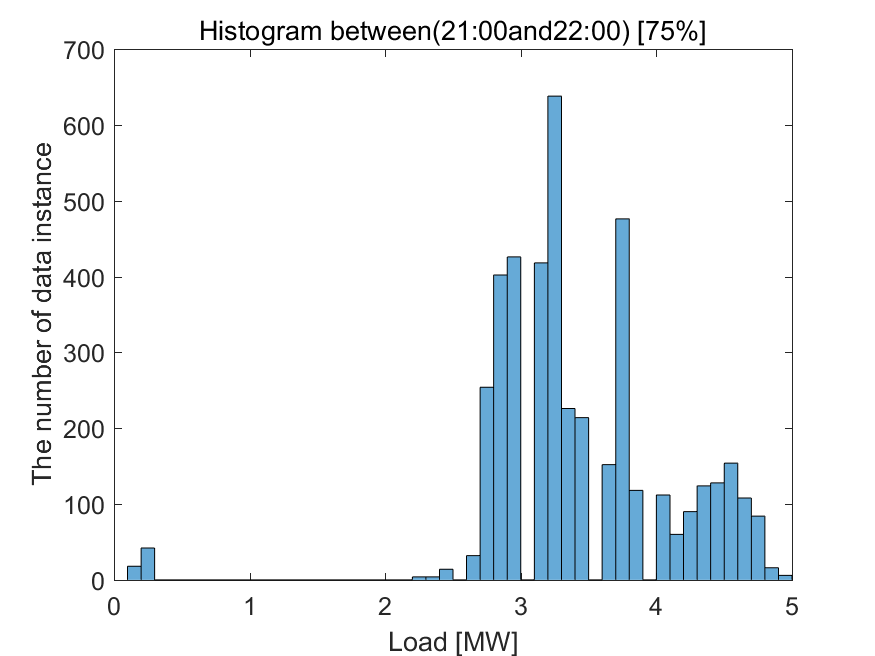 Histogram between(21:00and22:00) [75%]
700
600
500
400
300
200
100
0
The number of data instance
0 1 2 3 4 5
Load [MW]